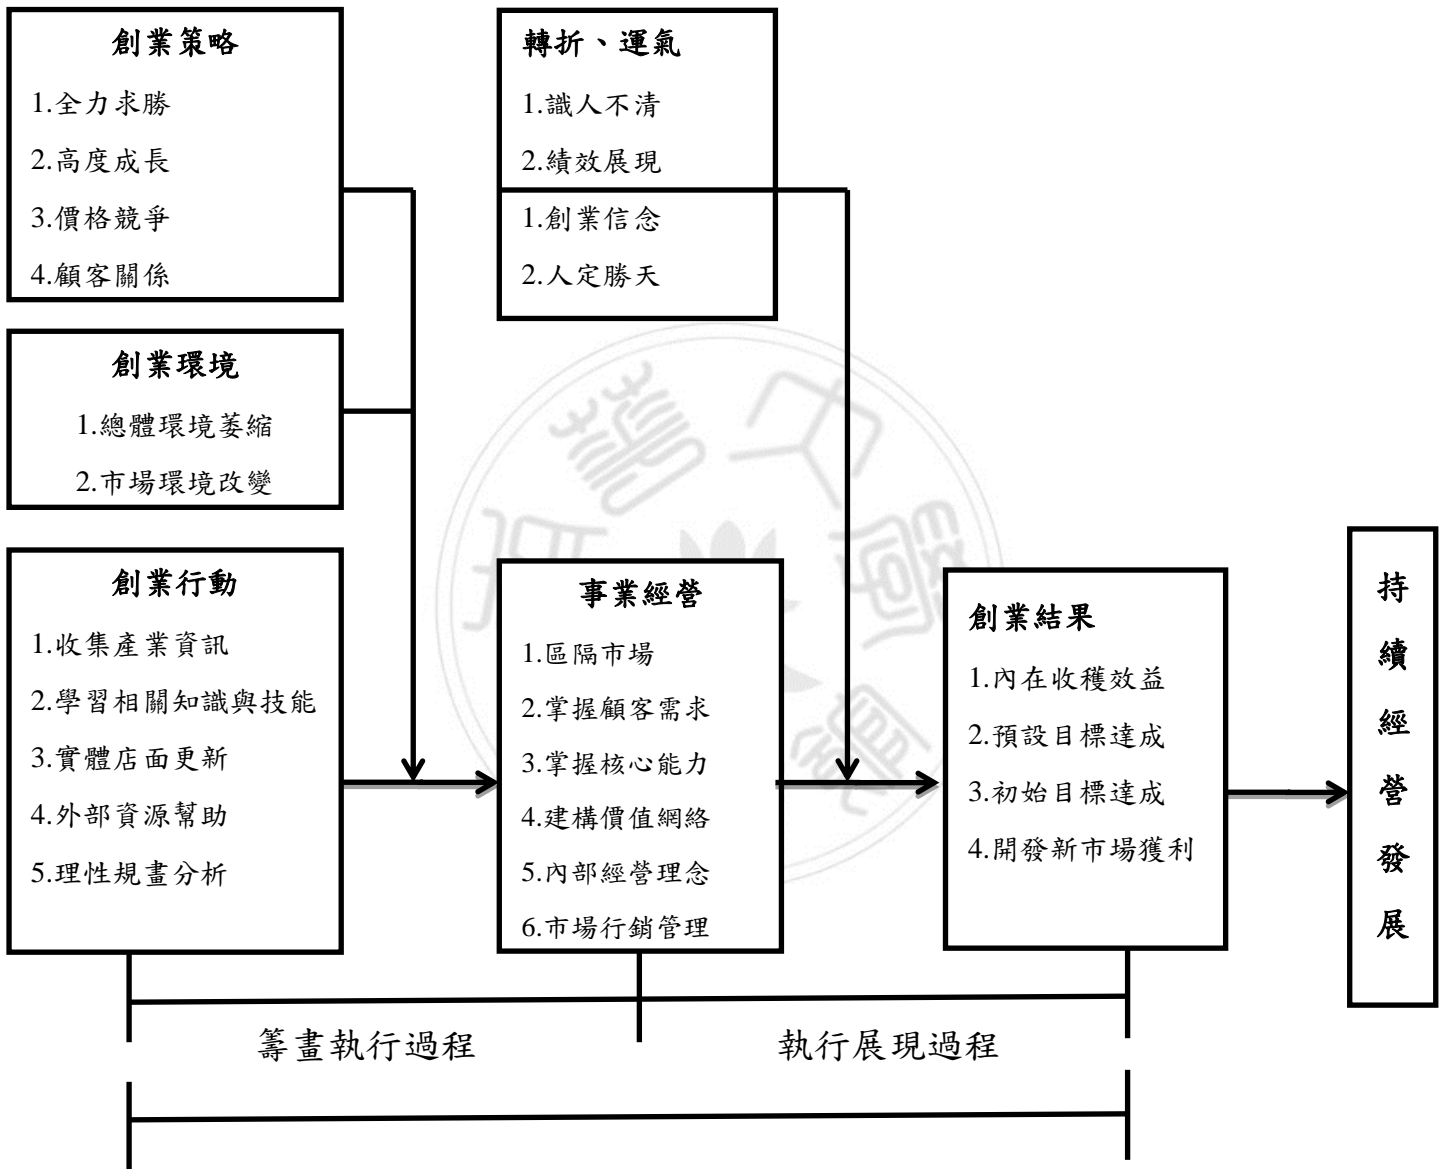 創業策略
1.全力求勝
2.高度成長
3.價格競爭
4.顧客關係
轉折、運氣
1.識人不清
2.績效展現
1.創業信念
2.人定勝天
創業環境
1.總體環境萎縮
2.市場環境改變
創業行動
1.收集產業資訊
2.學習相關知識與技能
3.實體店面更新
4.外部資源幫助
5.理性規畫分析
事業經營
1.區隔市場
2.掌握顧客需求
3.掌握核心能力
4.建構價值網絡
5.內部經營理念
6.市場行銷管理
創業結果
1.內在收穫效益
2.預設目標達成
3.初始目標達成
4.開發新市場獲利
持續經營發展
籌畫執行過程
執行展現過程